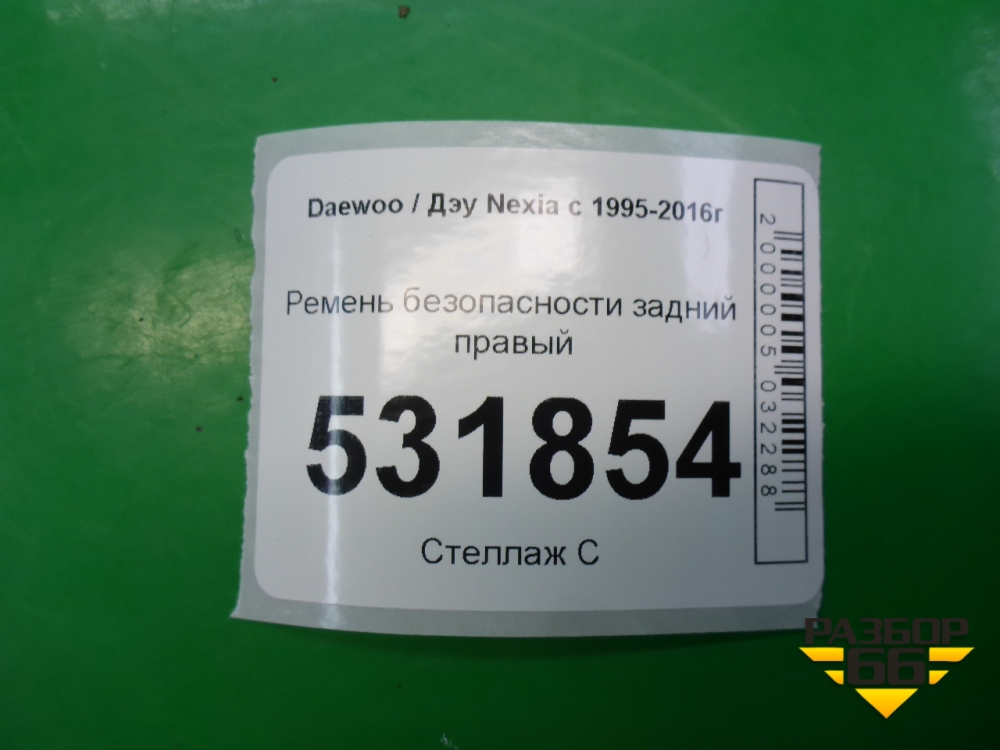 Daewoo / Дэу Nexia с 1995-2016г
Ремень безопасности задний
правый
531854
Стеллаж С
2000005032288
РАЗБОР
66